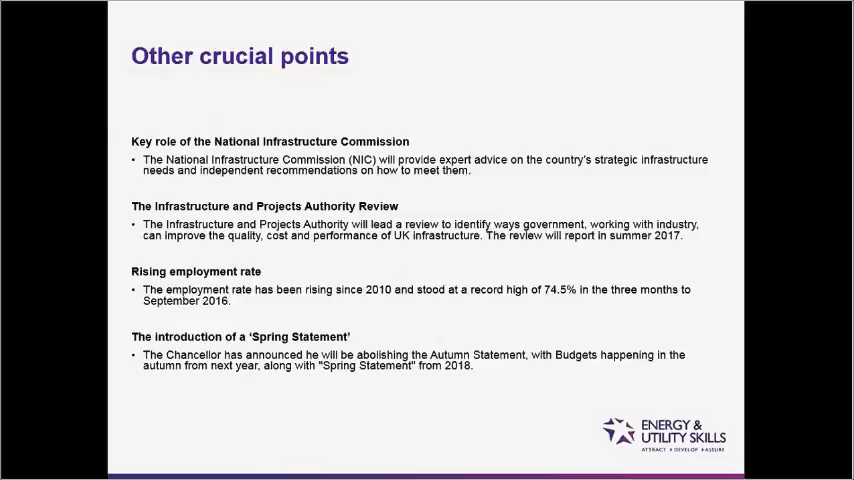 Other crucial points
Key role of the National Infrastructure Commission
• The National Infrastructure Commission (NIC) will provide expert advice on the country's strategic infrastructure
needs and independent recommendations on how to meet them.
The Infrastructure and Projects Authority Review
• The Infrastructure and Projects Authority will lead a review to identify ways government, working with industry,
can improve the quality, cost and performance of UK infrastructure. The review will report in summer 2017.
Rising employment rate
• The employment rate has been rising since 2010 and stood at a record high of 74.5% in the three months to
September 2016.
The introduction of a ‘Spring Statement’
• The Chancellor has announced he will be abolishing the Autumn Statement, with Budgets happening in the
autumn from next year, along with "Spring Statement" from 2018.
ENERGY &
UTILITY SKILLS
ATTRACT › DEVELOP › ASSURE